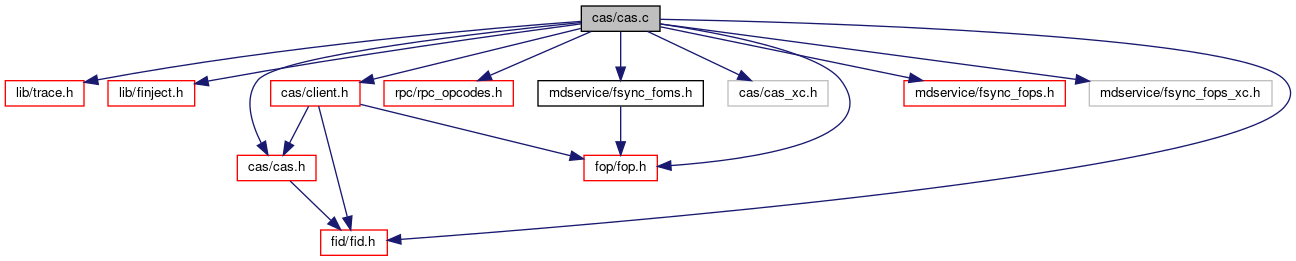 cas/cas.c
lib/trace.h
lib/finject.h
cas/client.h
rpc/rpc_opcodes.h
mdservice/fsync_foms.h
cas/cas_xc.h
mdservice/fsync_fops.h
mdservice/fsync_fops_xc.h
cas/cas.h
fop/fop.h
fid/fid.h